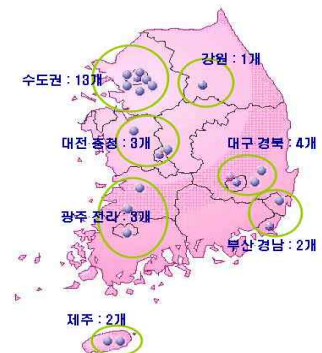 강원 : 1개
수도권 : 13개
대전 충청 : 3개
대구 경북 : 4개
광주 전라 : 3개
부산 경남 : 2개
제주 : 2개